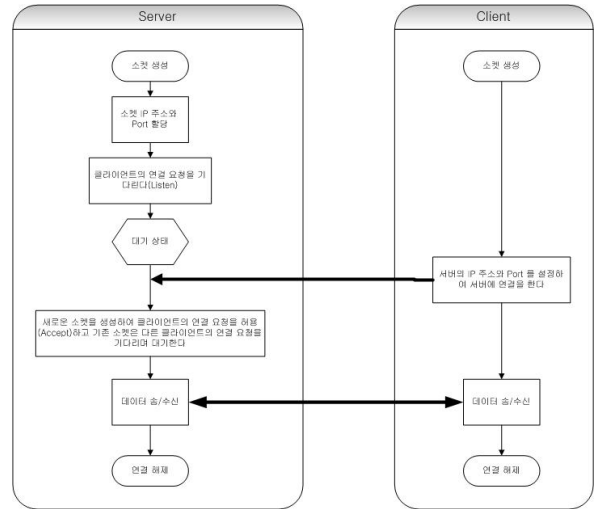 Server
소켓 생성
소켓 IP 주소와
Port 할당
클라이언트의 연결 요청을 기
다린다(Listen)
대기 상태
새로운 소켓을 생성하여 클라이언트의 연결 요청을 허용
(Accept)하고 기존 소켓은 다른 클라이언트의 연결 요청을
기다리며 대기한다
데이터 송/수신
연결 해제
Client
소켓 생성
서버의 IP 주소와 Port 를 설정하
여 서버에 연결을 한다
데이터 송/수신
연결 해제